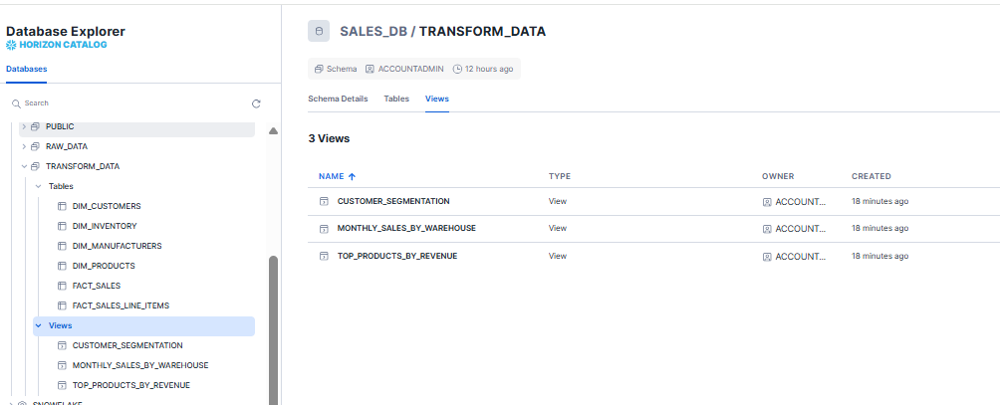 Database Explorer
HORIZON CATALOG
Databases
Search
PUBLIC
RAW_DATA
TRANSFORM_DATA
Tables
DIM_CUSTOMERS
DIM_INVENTORY
DIM_MANUFACTURERS
DIM_PRODUCTS
FACT_SALES
FACT_SALES_LINE_ITEMS
Views
CUSTOMER_SEGMENTATION
MONTHLY_SALES_BY_WAREHOUSE
TOP_PRODUCTS_BY_REVENUE
SNOWFLAKE
SALES_DB / TRANSFORM_DATA
Schema ACCOUNTADMIN 12 hours ago
Schema Details Tables Views
3 Views
NAME TYPE OWNER CREATED
CUSTOMER_SEGMENTATION View ACCOUNT... 18 minutes ago
MONTHLY_SALES_BY_WAREHOUSE View ACCOUNT... 18 minutes ago
TOP_PRODUCTS_BY_REVENUE View ACCOUNT... 18 minutes ago